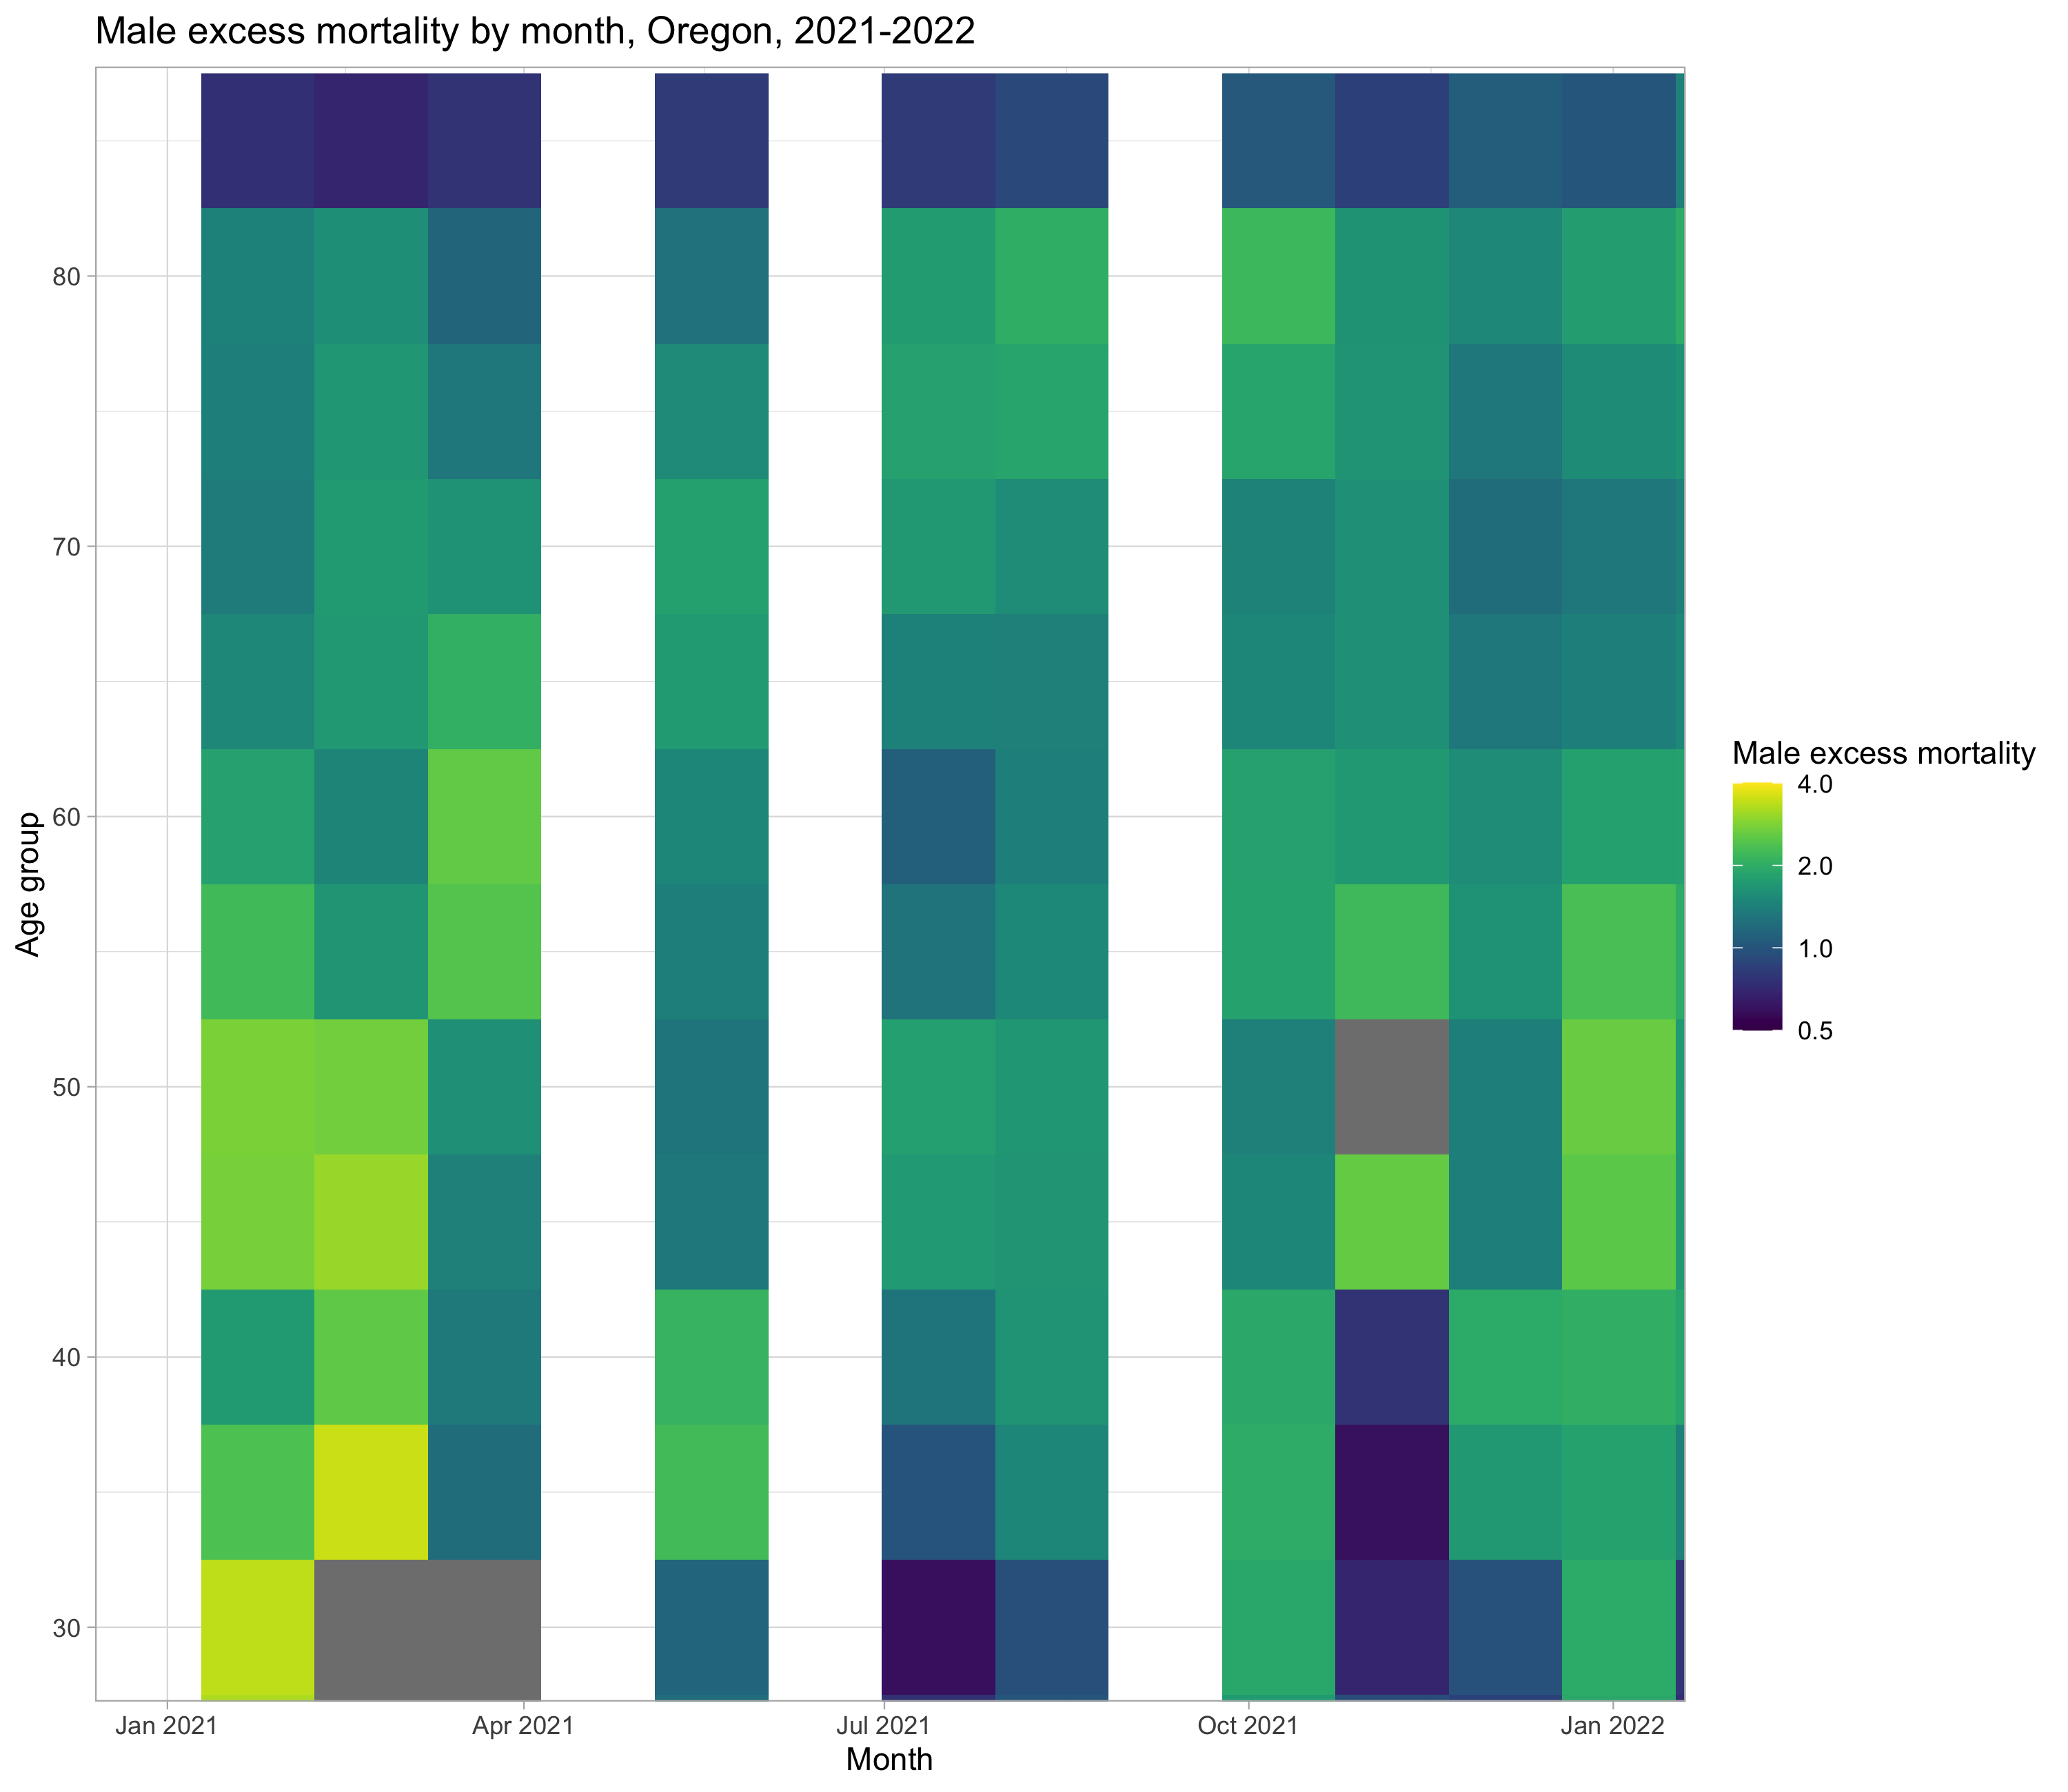 Male excess mortality by month, Oregon, 2021-2022
80
70
60
50
40
30
Age group
Jan 2021
Apr 2021
Jul 2021
Oct 2021
Jan 2022
Month
Male excess mortality
4.0
2.0
1.0
0.5